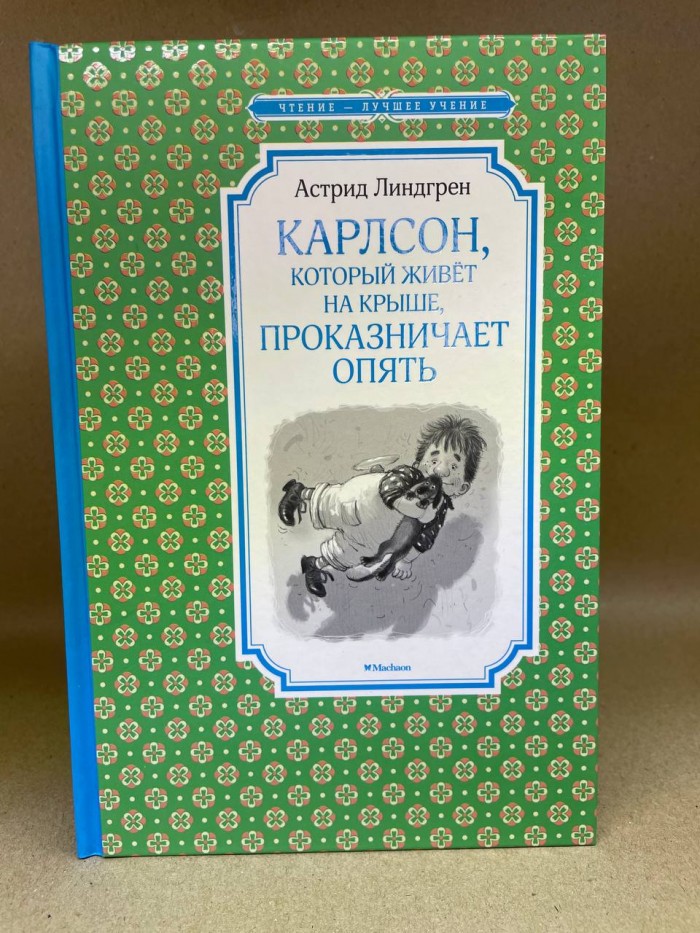 ЧТЕНИЕ — ЛУЧШЕЕ УЧЕНИЕ
Астрид Линдгрен
КАРЛСОН,
КОТОРЫЙ ЖИВЁТ
НА КРЫШЕ,
ПРОКАЗНИЧАЕТ
ОПЯТЬ
Machaon